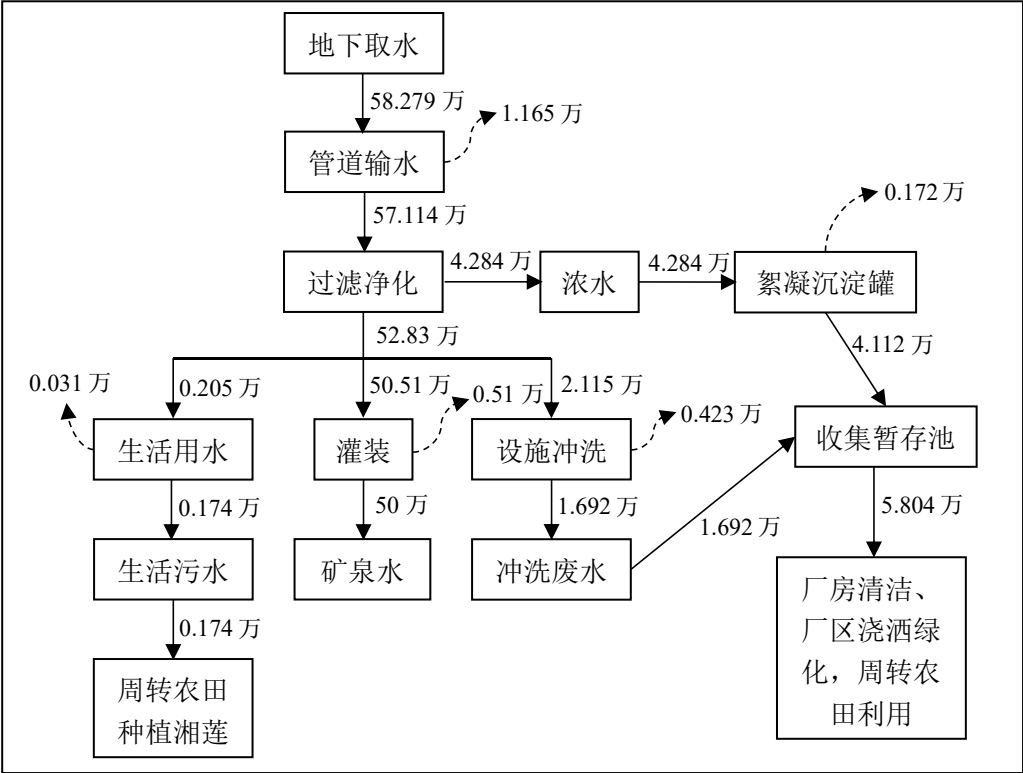 地下取水
58.279 万
1.165 万
管道输水
57.114 万
0.172 万
过滤净化
4.284 万
浓水
4.284 万
絮凝沉淀罐
52.83 万
4.112 万
0.031 万
0.205 万
50.51 万
0.51 万
2.115 万
0.423 万
生活用水
灌装
设施冲洗
收集暂存池
0.174 万
50 万
1.692 万
1.692 万
5.804 万
生活污水
矿泉水
冲洗废水
0.174 万
周转农田
种植湘莲
厂房清洁、
厂区浇洒绿
化，周转农
田利用